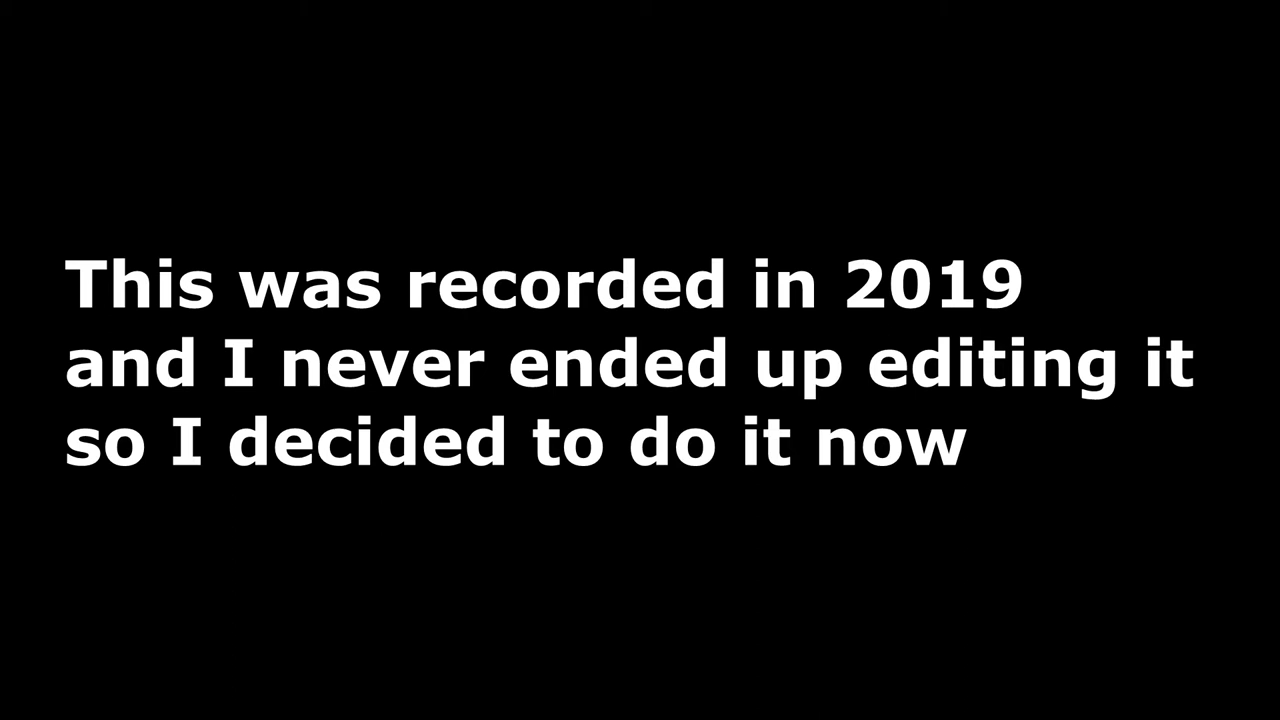 This was recorded in 2019
and I never ended up editing it
so I decided to do it now